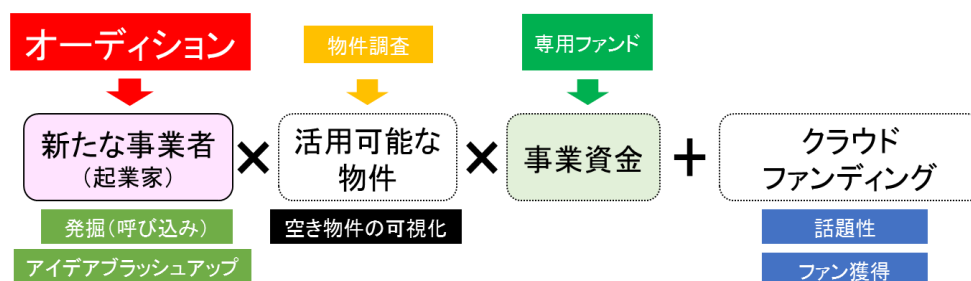 オーディション
物件調査
専用ファンド
新たな事業者
(起業家)
×
活用可能な
物件
×
事業資金
+
クラウド
ファンディング
発掘(呼び込み)
アイデアブラッシュアップ
空き物件の可視化
話題性
ファン獲得